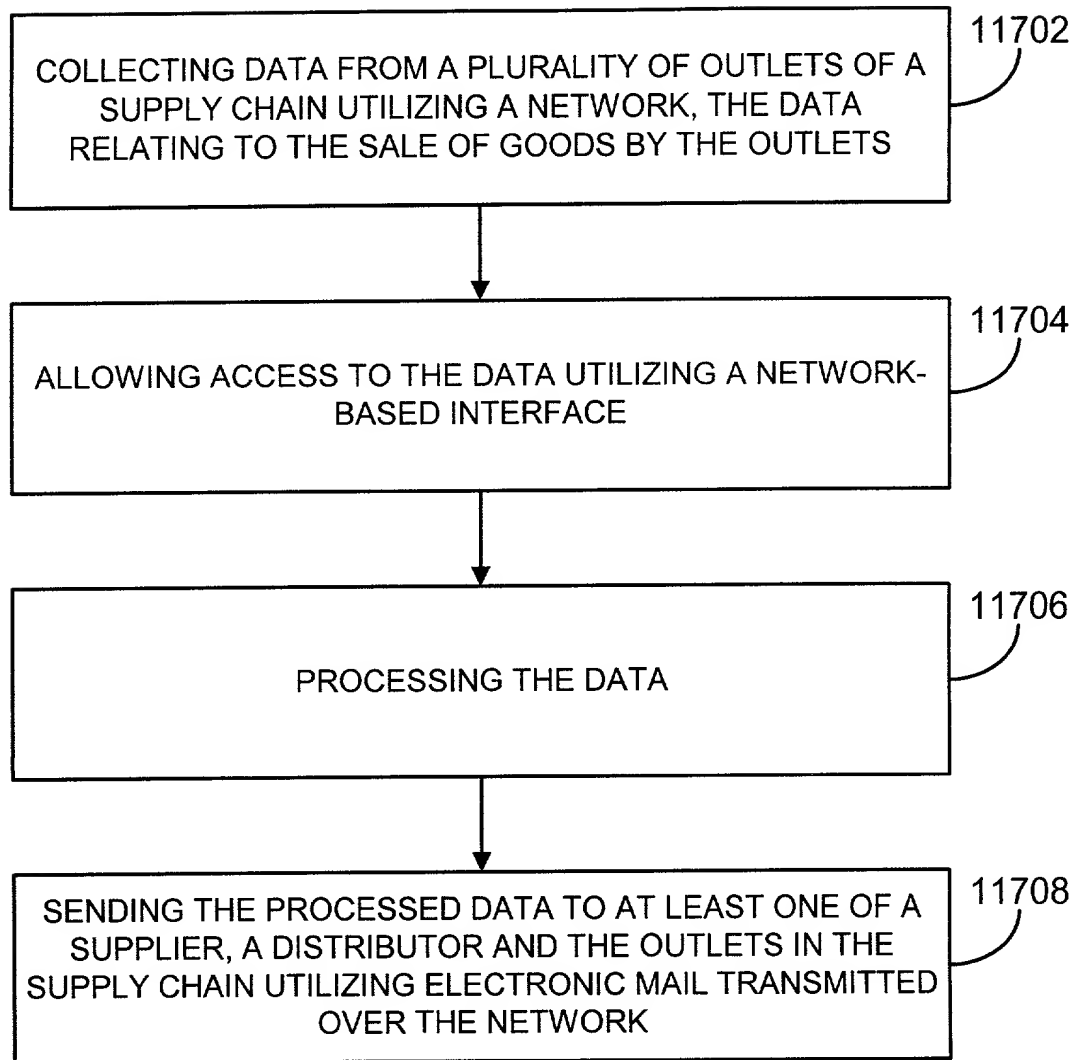 11702
COLLECTING DATA FROM A PLURALITY OF OUTLETS OF A
SUPPLY CHAIN UTILIZING A NETWORK, THE DATA
RELATING TO THE SALE OF GOODS BY THE OUTLETS
11704
ALLOWING ACCESS TO THE DATA UTILIZING A NETWORK-
BASED INTERFACE
11706
PROCESSING THE DATA
11708
SENDING THE PROCESSED DATA TO AT LEAST ONE OF A
SUPPLIER, A DISTRIBUTOR AND THE OUTLETS IN THE
SUPPLY CHAIN UTILIZING ELECTRONIC MAIL TRANSMITTED
OVER THE NETWORK